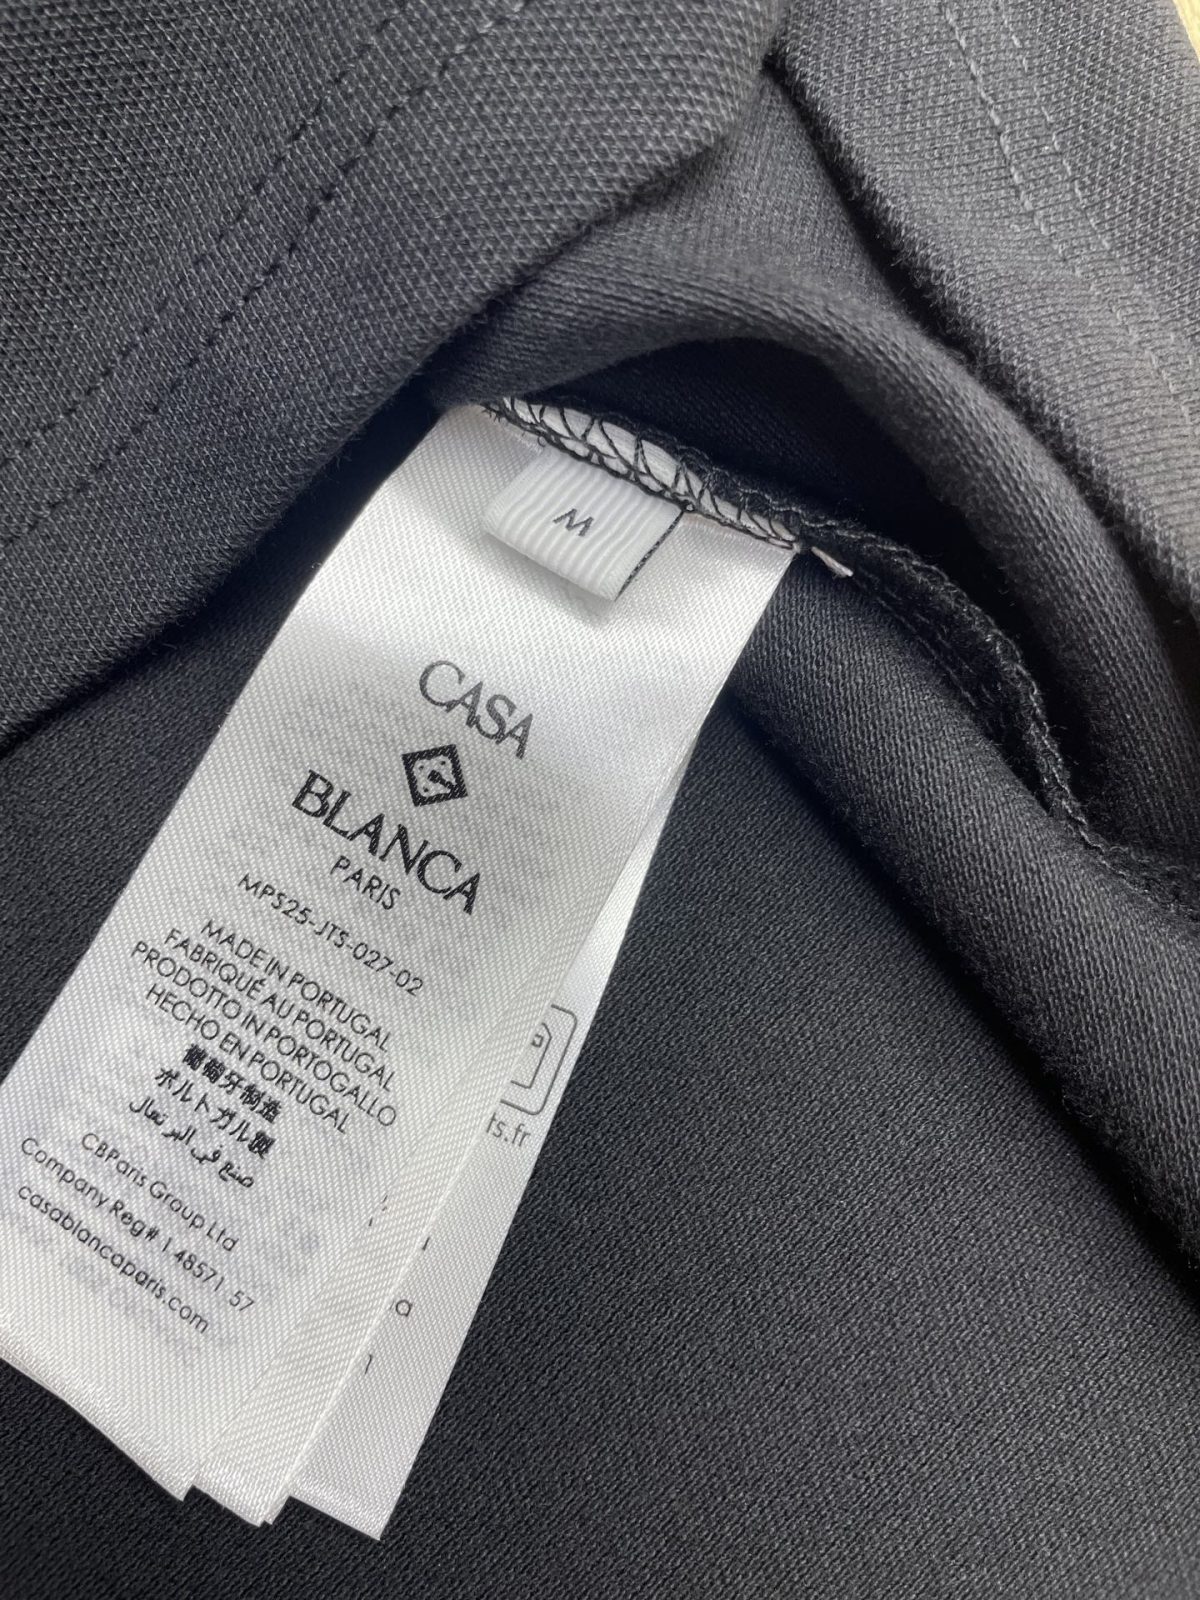 M
CASA
BLANCA
PARIS
MPS25-JTS-027-02
MADE IN PORTUGAL
FABRIQUÉ AU PORTUGAL
PRODOTTO IN PORTOGALLO
HECHO EN PORTUGAL
葡萄牙制造
ポルトガル製
صنع في البرتغال
CBParis Group Ltd
Company Reg# 1 48571 57
casablancaparis.com
fs.fr